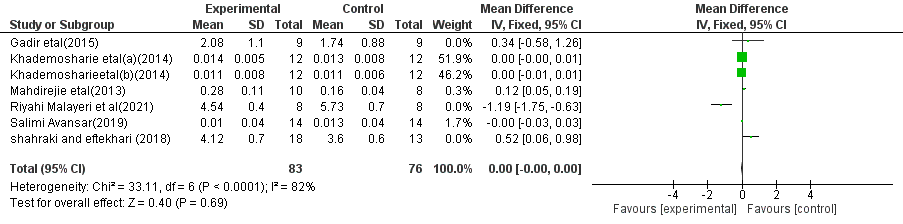 Experimental Control Mean Difference Mean Difference
Study or Subgroup Mean SD Total Mean SD Total Weight IV, Fixed, 95% CI IV, Fixed, 95% CI
Gadir etal(2015) 2.08 1.1 9 1.74 0.88 9 0.0% 0.34 [-0.58, 1.26]
Khademosharie etal(a)(2014) 0.014 0.005 12 0.013 0.008 12 51.9% 0.00 [-0.00, 0.01]
Khademosharieetal(b)(2014) 0.011 0.008 12 0.011 0.006 12 46.2% 0.00 [-0.01, 0.01]
Mahdirejie etal(2013) 0.28 0.11 10 0.16 0.04 8 0.0% 0.12 [0.05, 0.19]
Riyahi Malayeri et al(2021) 4.54 0.4 8 5.73 0.7 8 0.0% -1.19 [-1.75, -0.63]
Salimi Avansar(2019) 0.01 0.04 14 0.013 0.04 14 0.0% -0.00 [-0.03, 0.03]
shahraki and eftekhari (2018) 4.12 0.7 18 3.6 0.6 13 0.0% 0.52 [0.06, 0.98]
Total (95% CI) 83 76 100.0% 0.00 [-0.00, 0.00]
Heterogeneity: Chi² = 33.11, df = 6 (P < 0.0001); I² = 82%
Test for overall effect: Z = 0.40 (P = 0.69)
-4 -2 0 2 4
Favours [experimental] Favours [control]